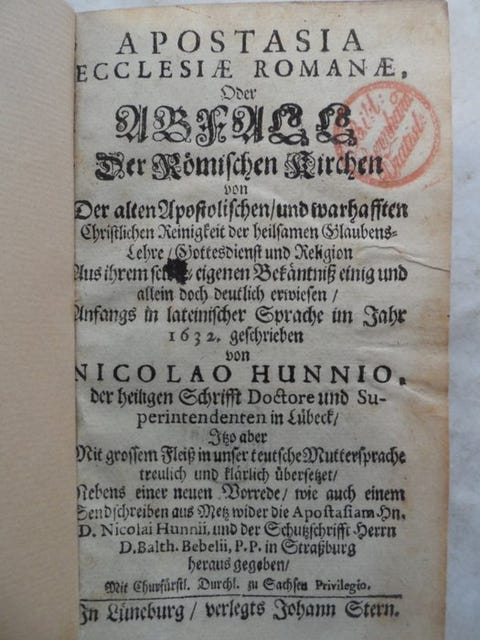 APOSTASIA
ECCLESIÆ ROMANÆ,
Oder
ABFALL
Der Römischen Kirchen
von
Der alten Apostolischen/und warhafften
Christlichen Reinigkeit der heilsamen Glaubens-
Lehre/Gottesdienst und Religion
Aus ihrem eigenen Bekäntniß einig und
allein doch deutlich erwiesen/
Anfangs in lateinischer Sprache im Jahr
1632. geschrieben
von
NICOLAO HUNNIO,
der heiligen Schrifft Doctore und Su-
perintendenten in Lübeck/
Itzo aber
Mit grossem Fleiß in unser teutsche Muttersprache
treulich und klärlich übersetzet/
Nebens einer neuen Vorrede/ wie auch einem
Sendschreiben aus Metz wider die Apostasiam Hn.
D. Nicolai Hunnii, und der Schutzschrifft Herrn
D. Balth. Bebelii, P. P. in Straßburg
heraus gegeben/
Mit Churfürstl. Durchl. zu Sachsen Privilegio.
In Lüneburg/ verlegts Johann Stern.